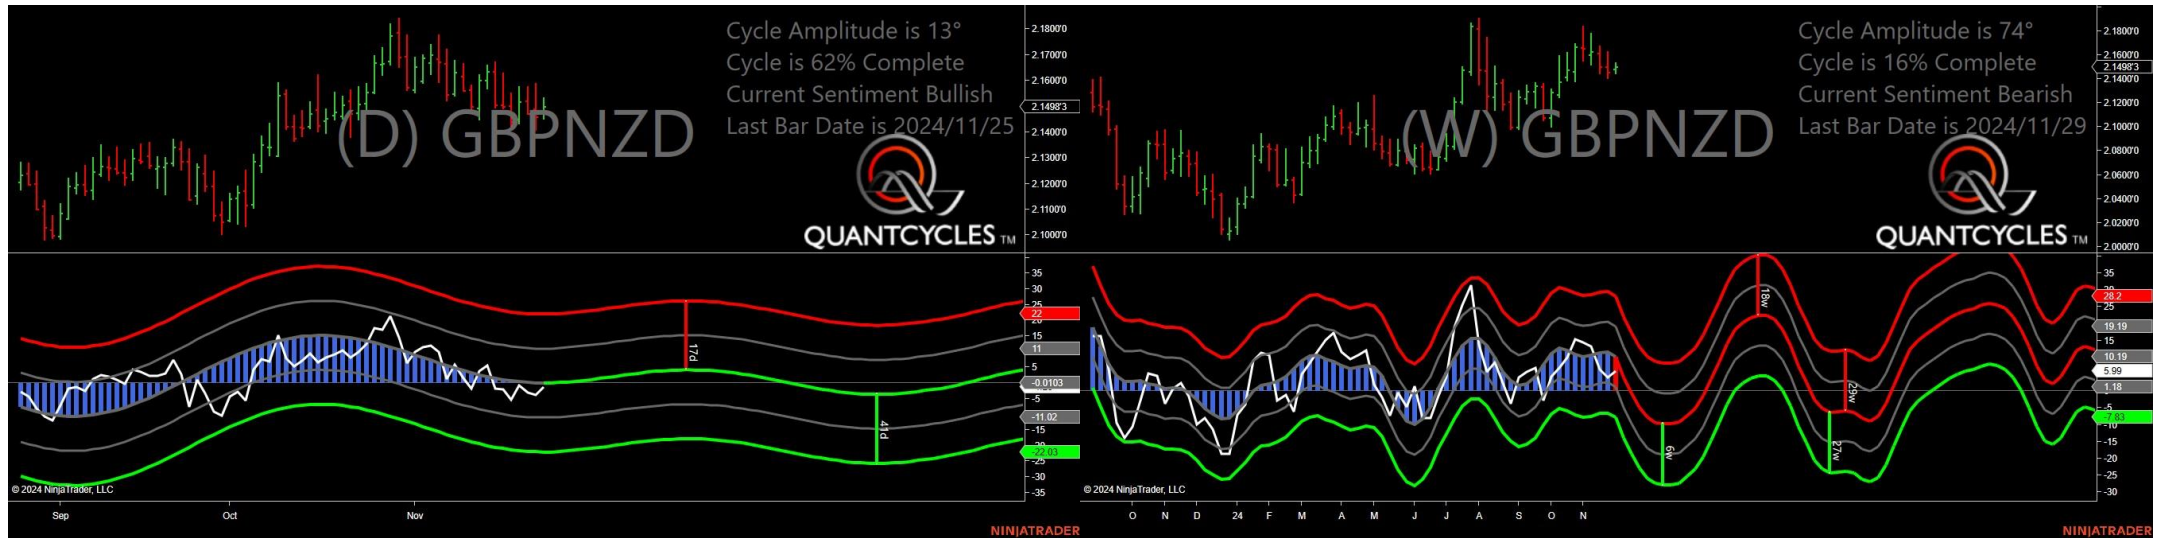 Cycle Amplitude is 13°
Cycle is 62% Complete
Current Sentiment Bullish
Last Bar Date is 2024/11/25
(D) GBPNZD
QUANTCYCLES TM
2.1800'0
2.1700'0
2.1600'0
2.1498'3
2.1400'0
2.1300'0
2.1200'0
2.1100'0
2.1000'0
35
30
25
22
15
11
5
-0.0103
-5
-11.02
-15
-22.03
-25
-30
-35
17d
41d
© 2024 NinjaTrader, LLC
Sep Oct Nov
NINJATRADER
Cycle Amplitude is 74°
Cycle is 16% Complete
Current Sentiment Bearish
Last Bar Date is 2024/11/29
(W) GBPNZD
QUANTCYCLES TM
2.1800'0
2.1600'0
2.1498'3
2.1400'0
2.1200'0
2.1000'0
2.0800'0
2.0600'0
2.0400'0
2.0200'0
2.0000'0
35
28.2
25
19.19
15
10.19
5.99
1.18
-5
-7.83
-10
-15
-20
-25
-30
18w
29w
6w
27w
© 2024 NinjaTrader, LLC
O N D 24 F M A M J J A S O N
NINJATRADER